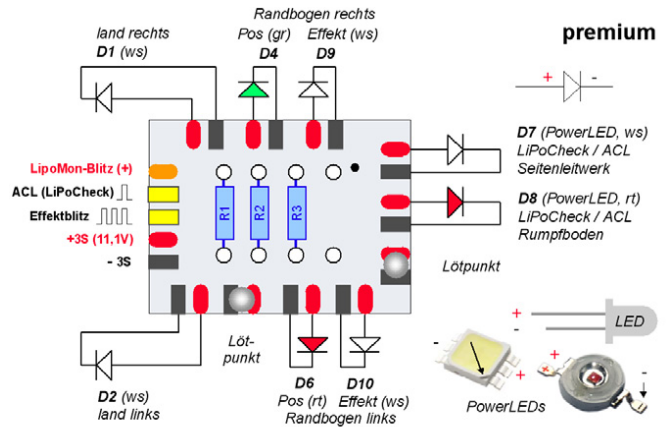 Randbogen rechts
land rechts
D1 (ws)
Pos (gr)
D4
Effekt (ws)
D9
premium
+ -
D7 (PowerLED, ws)
LiPoCheck / ACL
Seitenleitwerk
D8 (PowerLED, rt)
LiPoCheck / ACL
Rumpfboden
LipoMon-Blitz (+)
ACL (LiPoCheck)
Effektblitz
+3S (11,1V)
- 3S
R1
R2
R3
Lötpunkt
Löt-
punkt
D2 (ws)
land links
D6
Pos (rt)
D10
Effekt (ws)
Randbogen links
+
-
LED
-
+
+
-
PowerLEDs